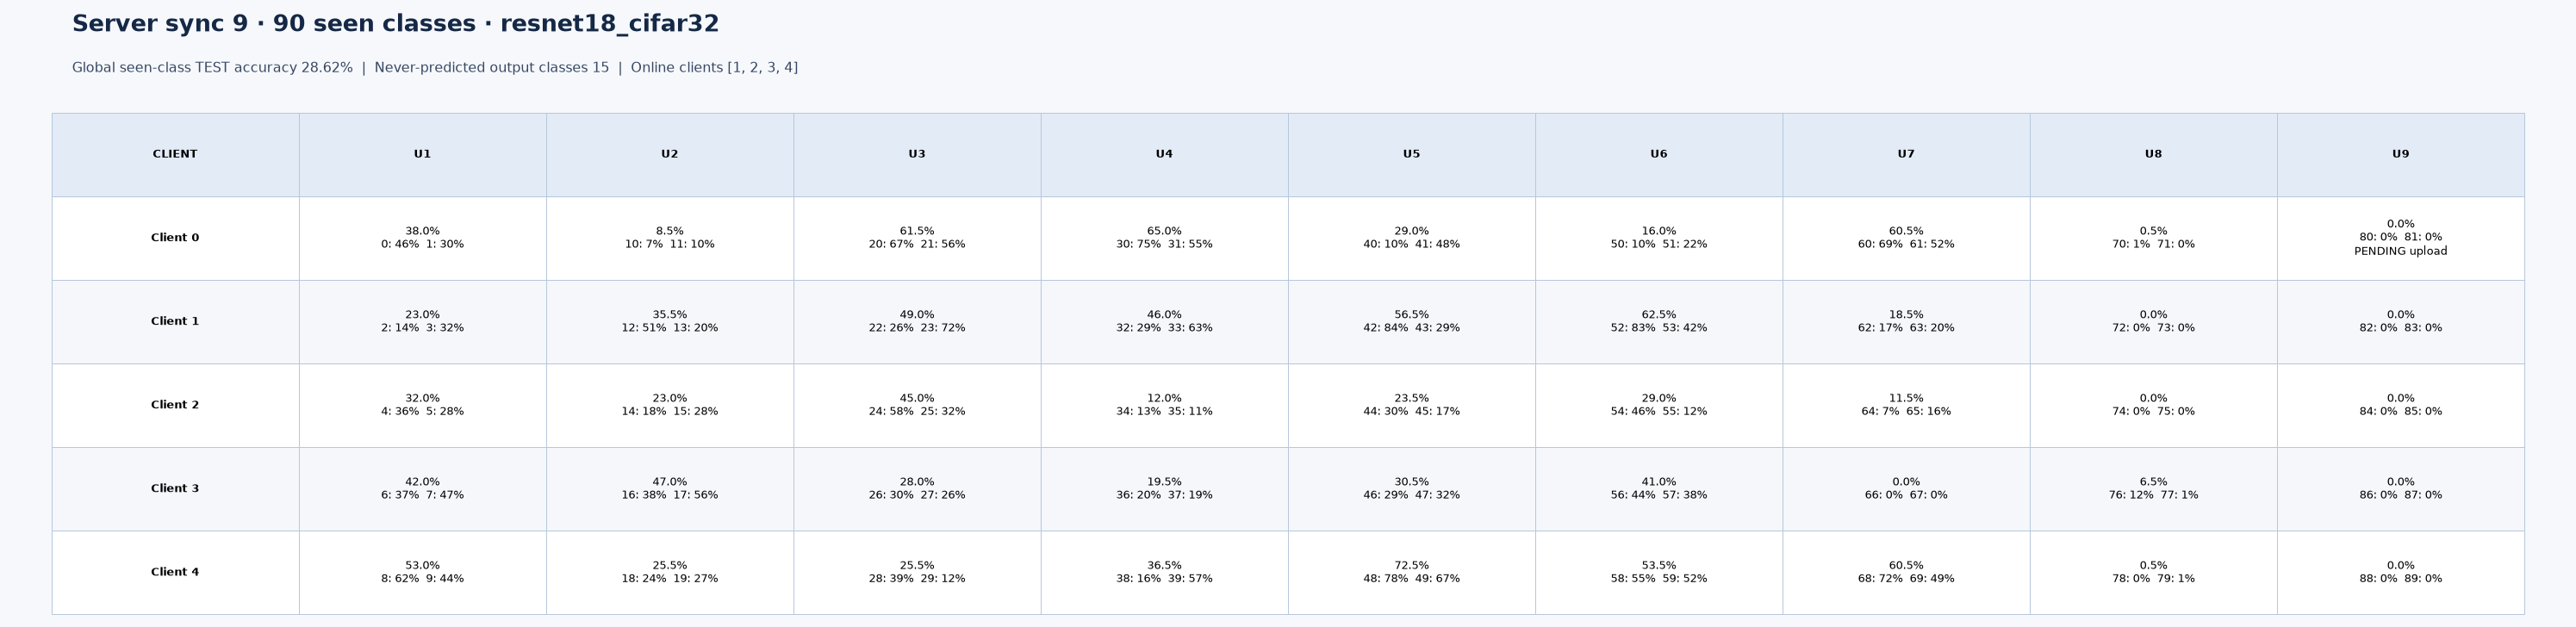 Server sync 9 · 90 seen classes · resnet18_cifar32
Global seen-class TEST accuracy 28.62% | Never-predicted output classes 15 | Online clients [1, 2, 3, 4]
CLIENT U1 U2 U3 U4 U5 U6 U7 U8 U9
Client 0
38.0%
0: 46% 1: 30%
8.5%
10: 7% 11: 10%
61.5%
20: 67% 21: 56%
65.0%
30: 75% 31: 55%
29.0%
40: 10% 41: 48%
16.0%
50: 10% 51: 22%
60.5%
60: 69% 61: 52%
0.5%
70: 1% 71: 0%
0.0%
80: 0% 81: 0%
PENDING upload
Client 1
23.0%
2: 14% 3: 32%
35.5%
12: 51% 13: 20%
49.0%
22: 26% 23: 72%
46.0%
32: 29% 33: 63%
56.5%
42: 84% 43: 29%
62.5%
52: 83% 53: 42%
18.5%
62: 17% 63: 20%
0.0%
72: 0% 73: 0%
0.0%
82: 0% 83: 0%
Client 2
32.0%
4: 36% 5: 28%
23.0%
14: 18% 15: 28%
45.0%
24: 58% 25: 32%
12.0%
34: 13% 35: 11%
23.5%
44: 30% 45: 17%
29.0%
54: 46% 55: 12%
11.5%
64: 7% 65: 16%
0.0%
74: 0% 75: 0%
0.0%
84: 0% 85: 0%
Client 3
42.0%
6: 37% 7: 47%
47.0%
16: 38% 17: 56%
28.0%
26: 30% 27: 26%
19.5%
36: 20% 37: 19%
30.5%
46: 29% 47: 32%
41.0%
56: 44% 57: 38%
0.0%
66: 0% 67: 0%
6.5%
76: 12% 77: 1%
0.0%
86: 0% 87: 0%
Client 4
53.0%
8: 62% 9: 44%
25.5%
18: 24% 19: 27%
25.5%
28: 39% 29: 12%
36.5%
38: 16% 39: 57%
72.5%
48: 78% 49: 67%
53.5%
58: 55% 59: 52%
60.5%
68: 72% 69: 49%
0.5%
78: 0% 79: 1%
0.0%
88: 0% 89: 0%